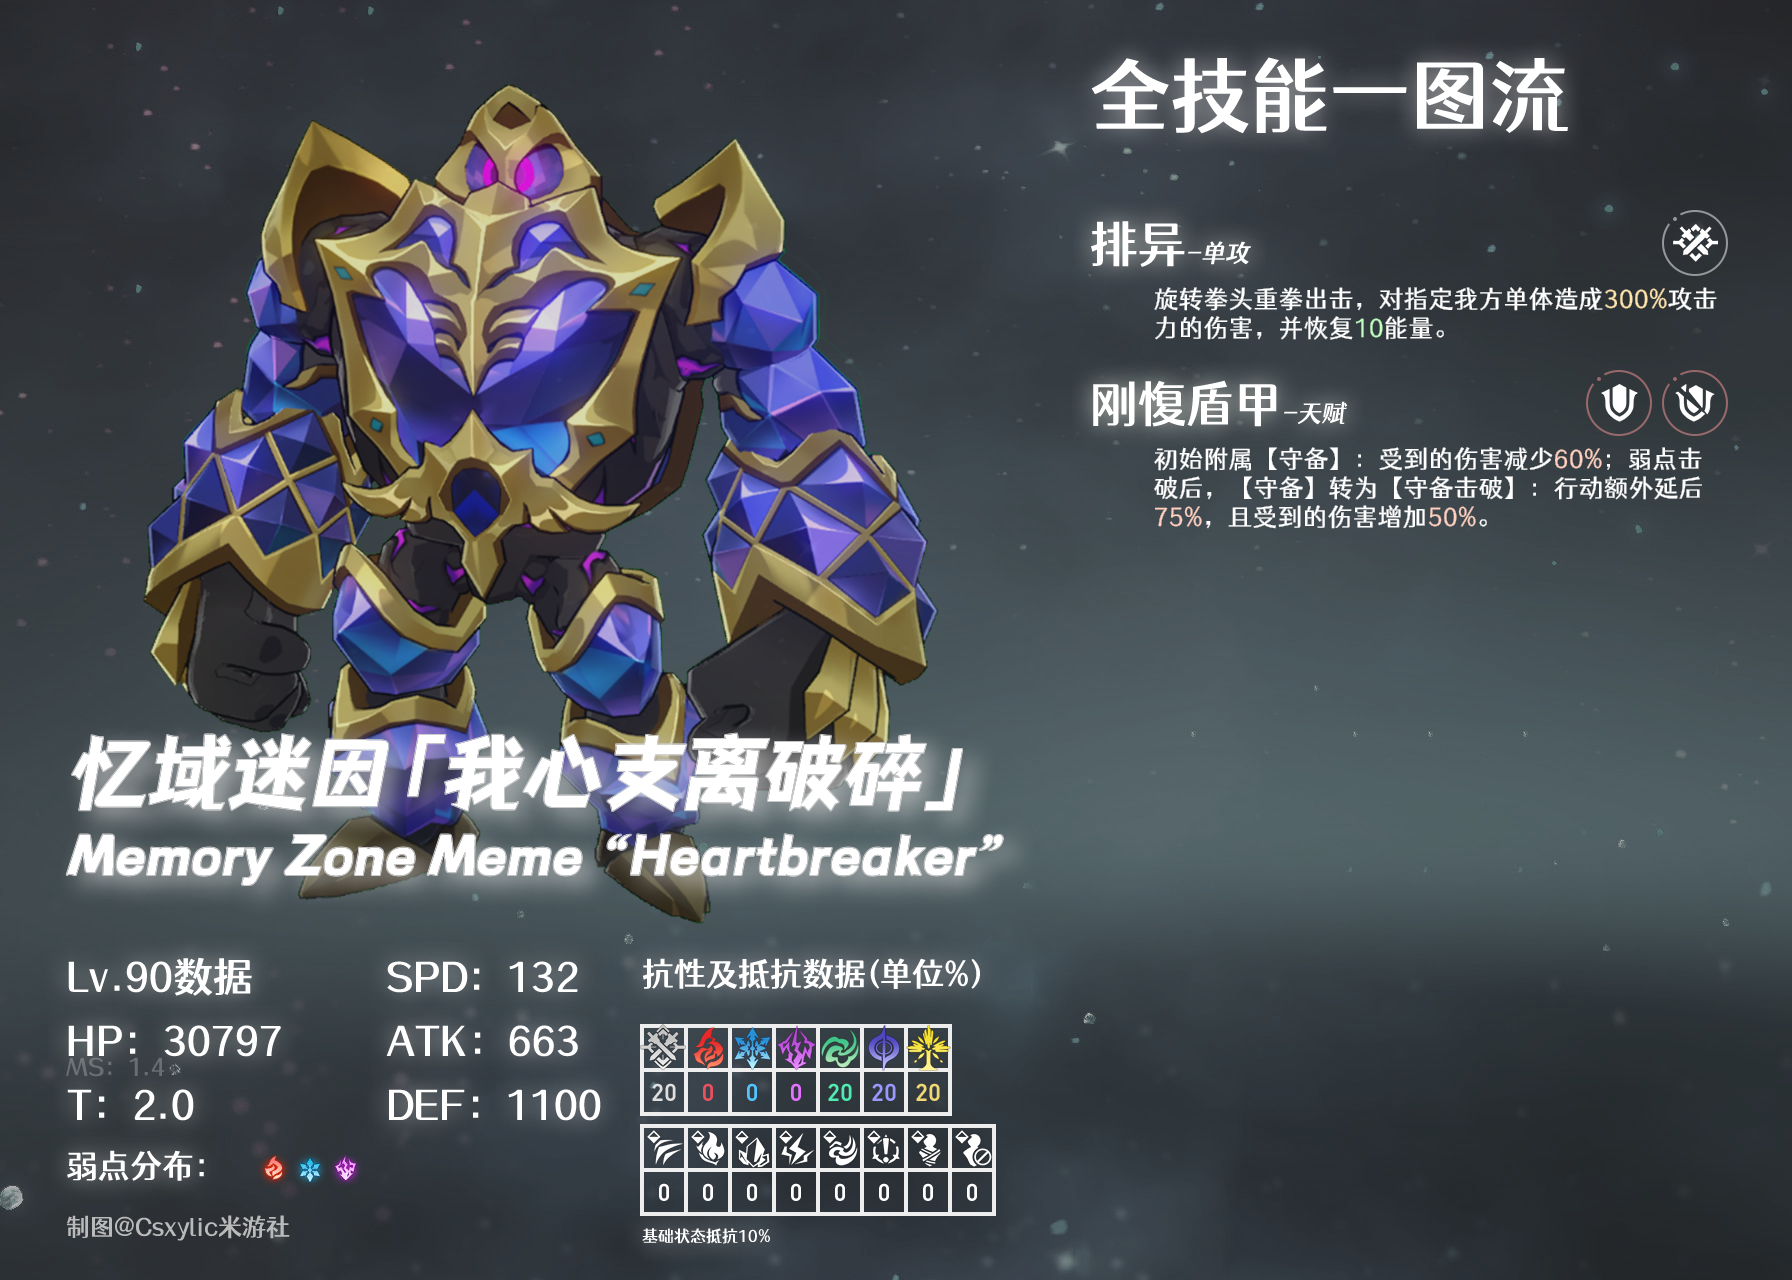 全技能一图流
排异-单攻
旋转拳头重拳出击，对指定我方单体造成300%攻击
力的伤害，并恢复10能量。
刚愎盾甲-天赋
初始附属【守备】：受到的伤害减少60%；弱点击
破后，【守备】转为【守备击破】：行动额外延后
75%，且受到的伤害增加50%。
忆域迷因「我心支离破碎」
Memory Zone Meme “Heartbreaker”
Lv.90数据
SPD：132
HP：30797
ATK：663
MS：1.4
T：2.0
DEF：1100
弱点分布：
制图@Csxylic米游社
抗性及抵抗数据(单位%)
20 0 0 0 20 20 20
0 0 0 0 0 0 0 0
基础状态抵抗10%